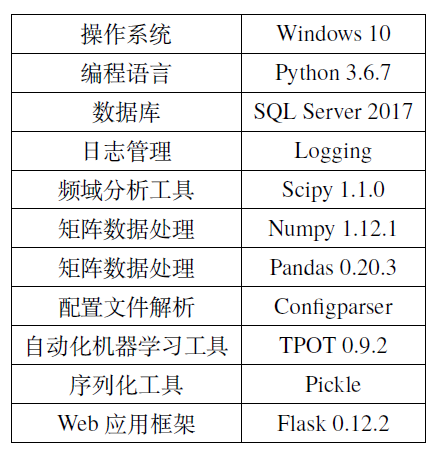 操作系统 Windows 10
编程语言 Python 3.6.7
数据库 SQL Server 2017
日志管理 Logging
频域分析工具 Scipy 1.1.0
矩阵数据处理 Numpy 1.12.1
矩阵数据处理 Pandas 0.20.3
配置文件解析 Configparser
自动化机器学习工具 TPOT 0.9.2
序列化工具 Pickle
Web 应用框架 Flask 0.12.2